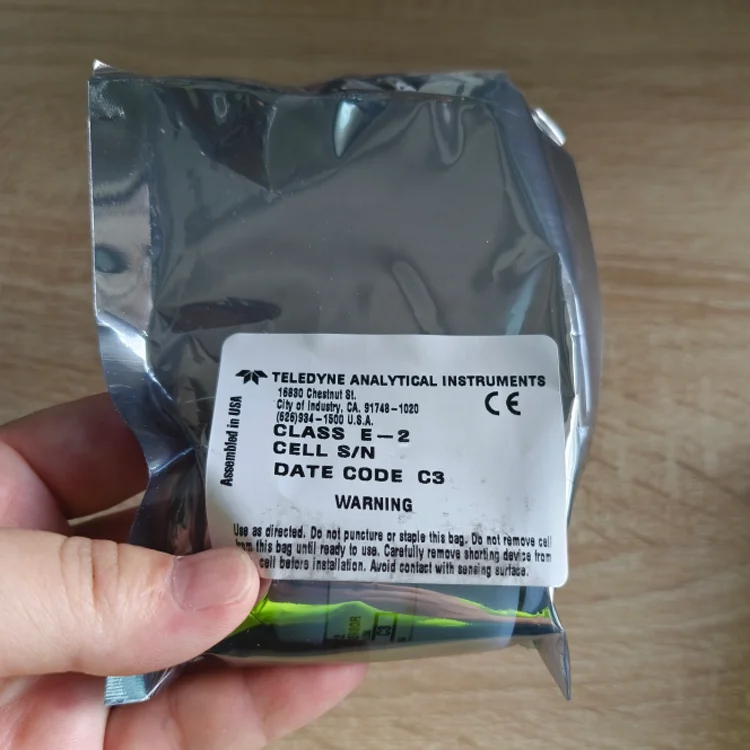 TELEDYNE ANALYTICAL INSTRUMENTS
16830 Chestnut St.
City of Industry, CA. 91748-1020
(626)934-1500 U.S.A.
CE
Assembled in USA
CLASS E-2
CELL S/N
DATE CODE C3
WARNING
Use as directed. Do not puncture or staple this bag. Do not remove cell
from this bag until ready to use. Carefully remove shorting device from
cell before installation. Avoid contact with sensing surface.
C3